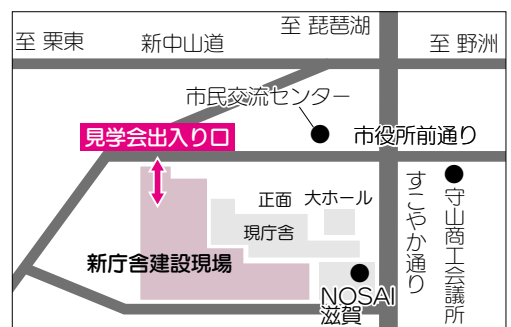 至 琵琶湖
至 栗東
新中山道
至 野洲
市民交流センター
見学会出入り口
市役所前通り
正面
大ホール
現庁舎
新庁舎建設現場
すこやか通り
守山商工会議所
NOSAI
滋賀